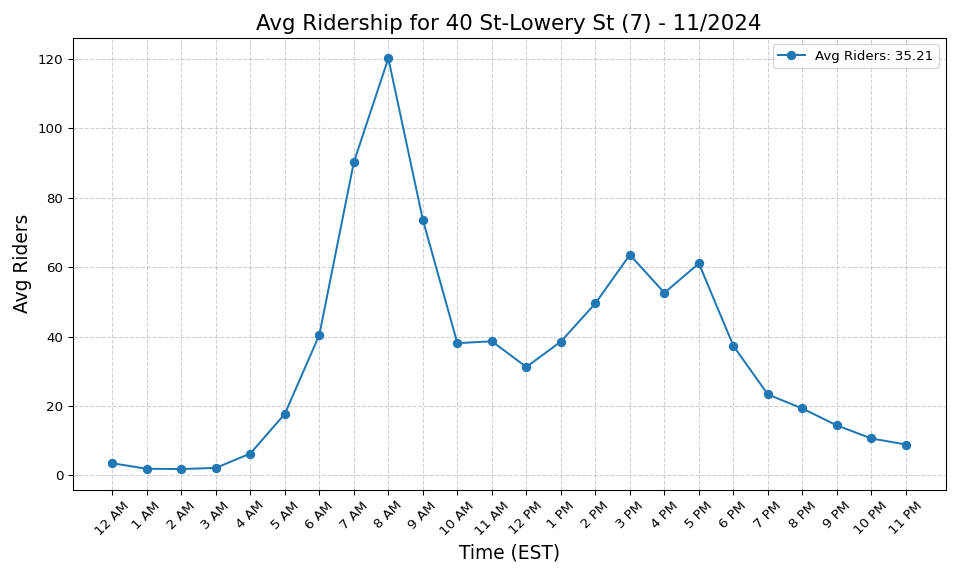 Avg Ridership for 40 St-Lowery St (7) - 11/2024
Avg Riders: 35.21
Avg Riders
120
100
80
60
40
20
0
12 AM
1 AM
2 AM
3 AM
4 AM
5 AM
6 AM
7 AM
8 AM
9 AM
10 AM
11 AM
12 PM
1 PM
2 PM
3 PM
4 PM
5 PM
6 PM
7 PM
8 PM
9 PM
10 PM
11 PM
Time (EST)